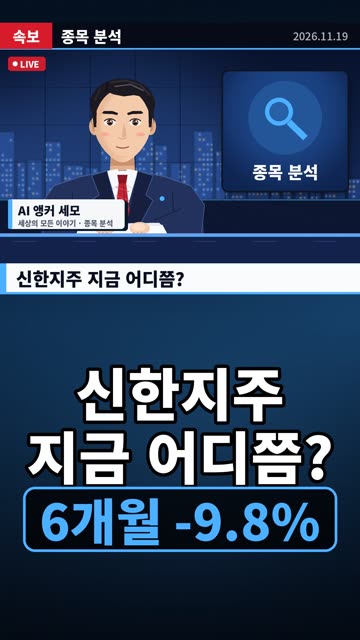 속보 종목 분석 2026.11.19
LIVE
종목 분석
AI 앵커 세모
세상의 모든 이야기 · 종목 분석
신한지주 지금 어디쯤?
신한지주
지금 어디쯤?
6개월 -9.8%